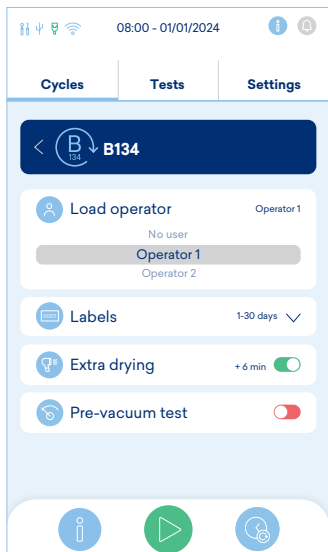 08:00 - 01/01/2024
Cycles Tests Settings
B
134
B134
Load operator Operator 1
No user
Operator 1
Operator 2
Labels 1-30 days
Extra drying + 6 min
Pre-vacuum test